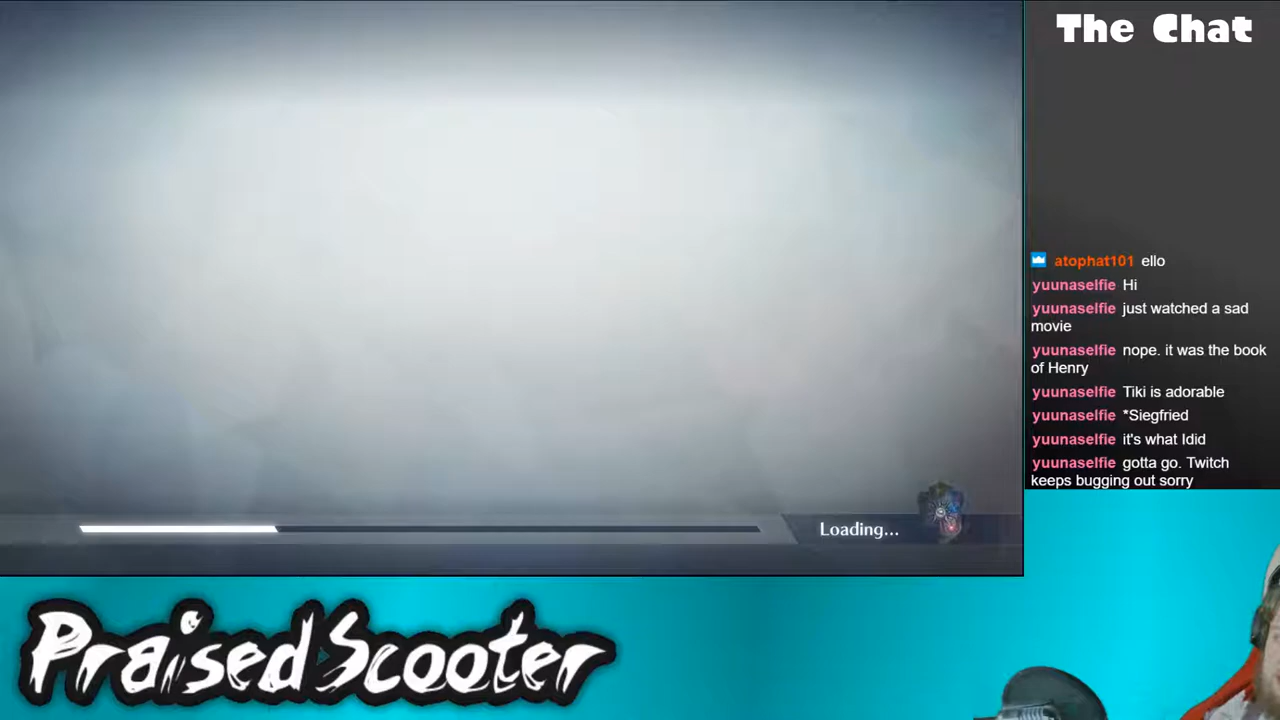 The Chat
atophat101 ello
yuunaselfie Hi
yuunaselfie just watched a sad
movie
yuunaselfie nope. it was the book
of Henry
yuunaselfie Tiki is adorable
yuunaselfie *Siegfried
yuunaselfie it's what Idid
yuunaselfie gotta go. Twitch
keeps bugging out sorry
Loading...
PraisedScooter